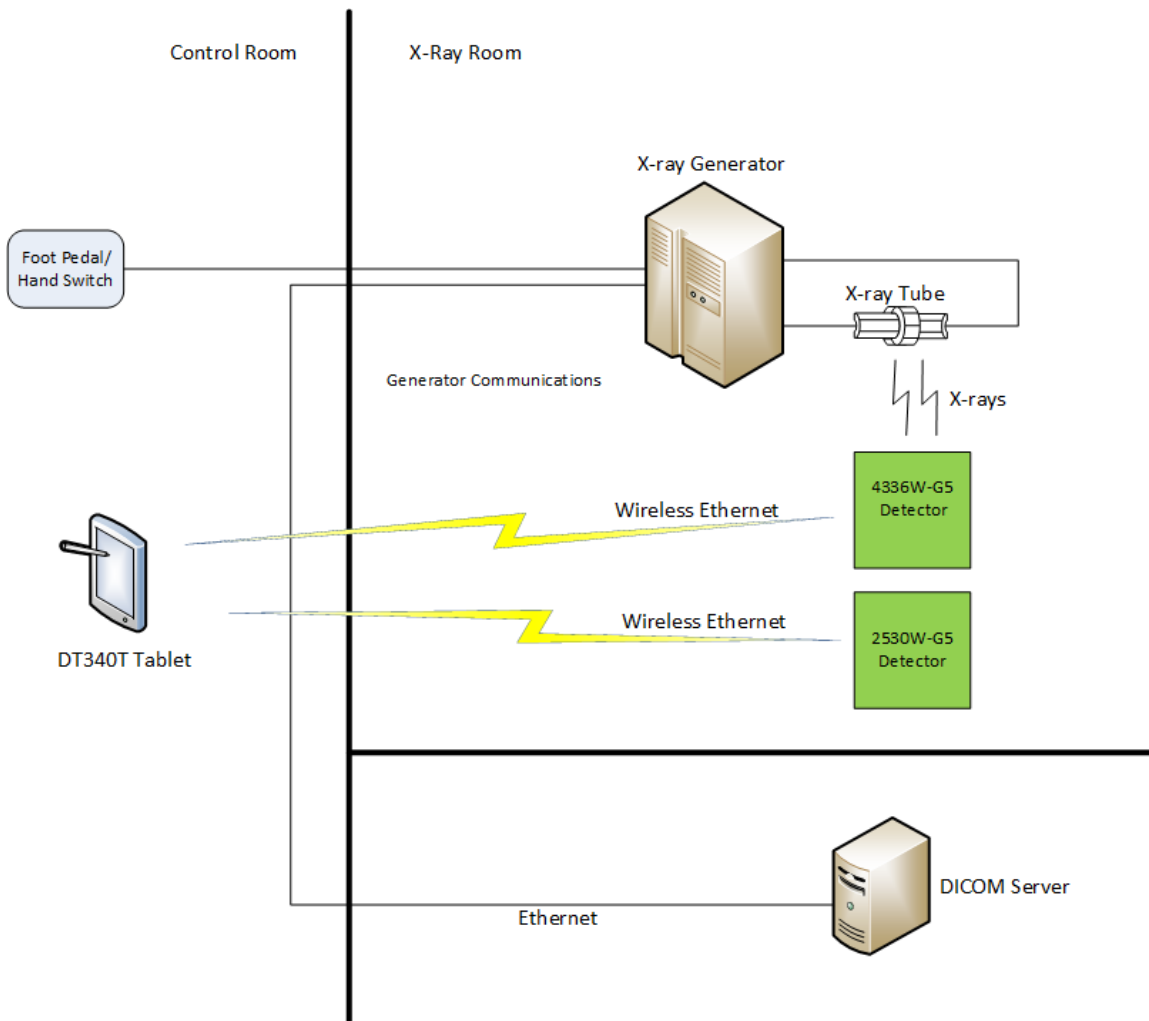 Control Room
X-Ray Room
X-ray Generator
Foot Pedal/
Hand Switch
X-ray Tube
Generator Communications
X-rays
4336W-G5
Detector
Wireless Ethernet
Wireless Ethernet
2530W-G5
Detector
DT340T Tablet
DICOM Server
Ethernet